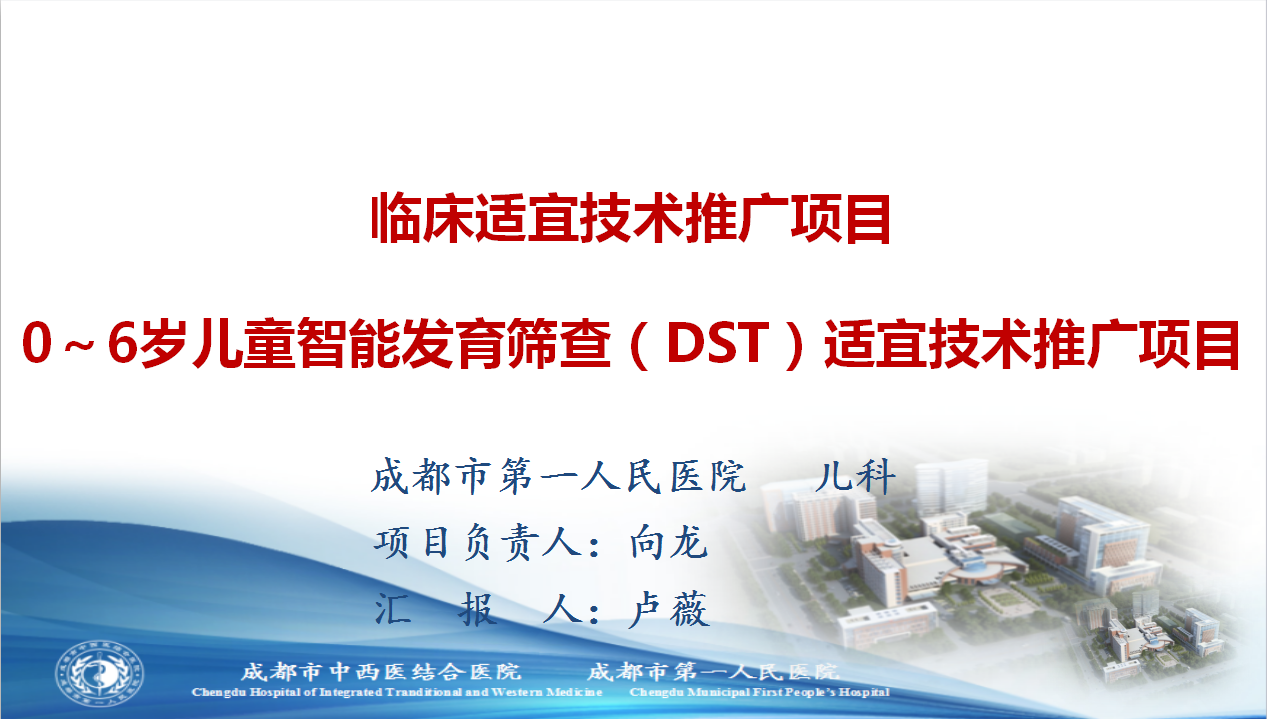 临床适宜技术推广项目
0～6岁儿童智能发育筛查（DST）适宜技术推广项目
成都市第一人民医院 儿科
项目负责人：向龙
汇 报 人：卢薇
成都市中西医结合医院 成都市第一人民医院
Chengdu Hospital of Integrated Tranditional and Western Medicine Chengdu Municipal First People's Hospital